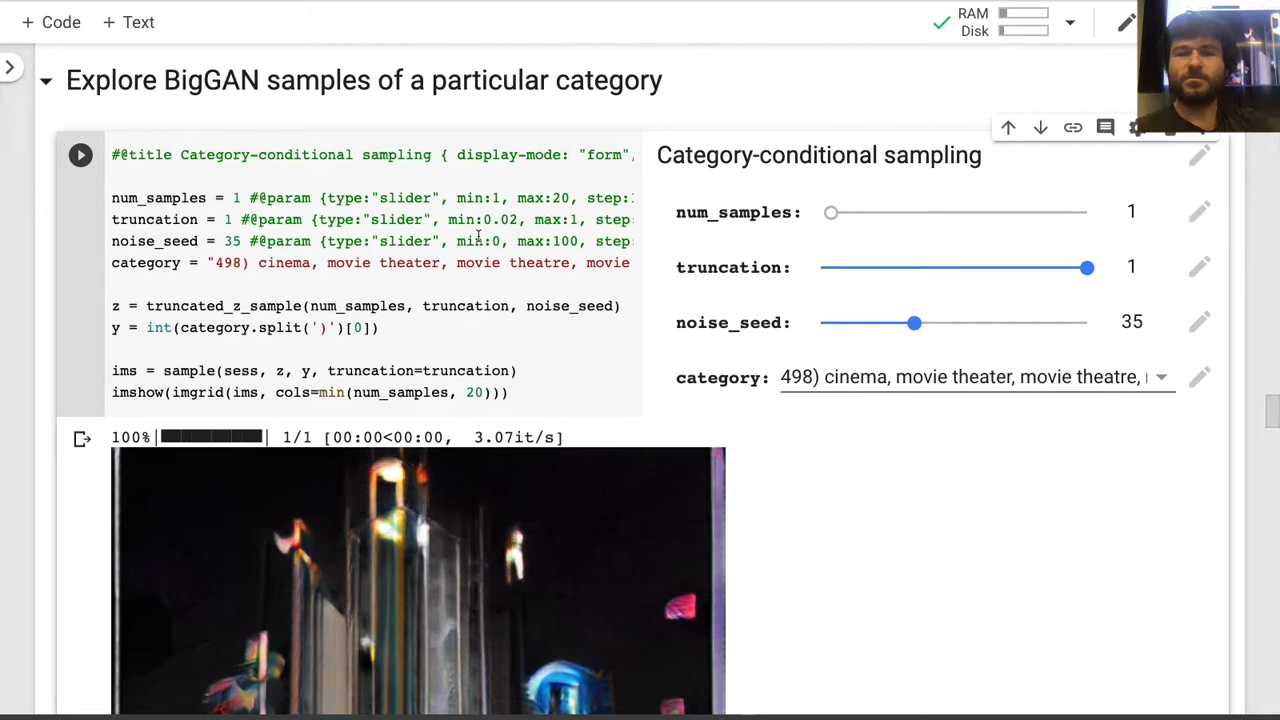 + Code + Text
RAM
Disk
Explore BigGAN samples of a particular category
#@title Category-conditional sampling { display-mode: "form",
num_samples = 1 #@param {type:"slider", min:1, max:20, step:
truncation = 1 #@param {type:"slider", min:0.02, max:1, step:
noise_seed = 35 #@param {type:"slider", min:0, max:100, step:
category = "498) cinema, movie theater, movie theatre, movie
z = truncated_z_sample(num_samples, truncation, noise_seed)
y = int(category.split(')')[0])
ims = sample(sess, z, y, truncation=truncation)
imshow(imgrid(ims, cols=min(num_samples, 20)))
Category-conditional sampling
num_samples: 1
truncation: 1
noise_seed: 35
category: 498) cinema, movie theater, movie theatre,
100%| | 1/1 [00:00<00:00, 3.07it/s]